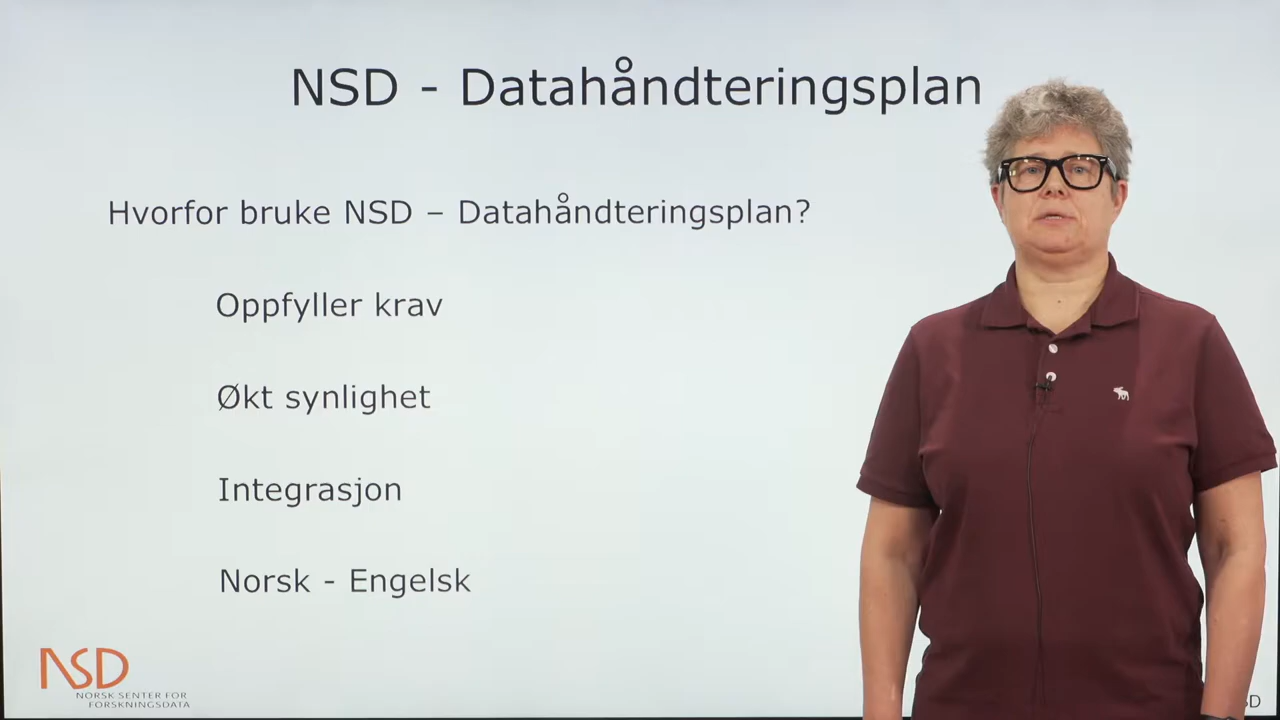 NSD - Datahåndteringsplan
Hvorfor bruke NSD – Datahåndteringsplan?
Oppfyller krav
Økt synlighet
Integrasjon
Norsk - Engelsk
NSD
NORSK SENTER FOR
FORSKNINGSDATA